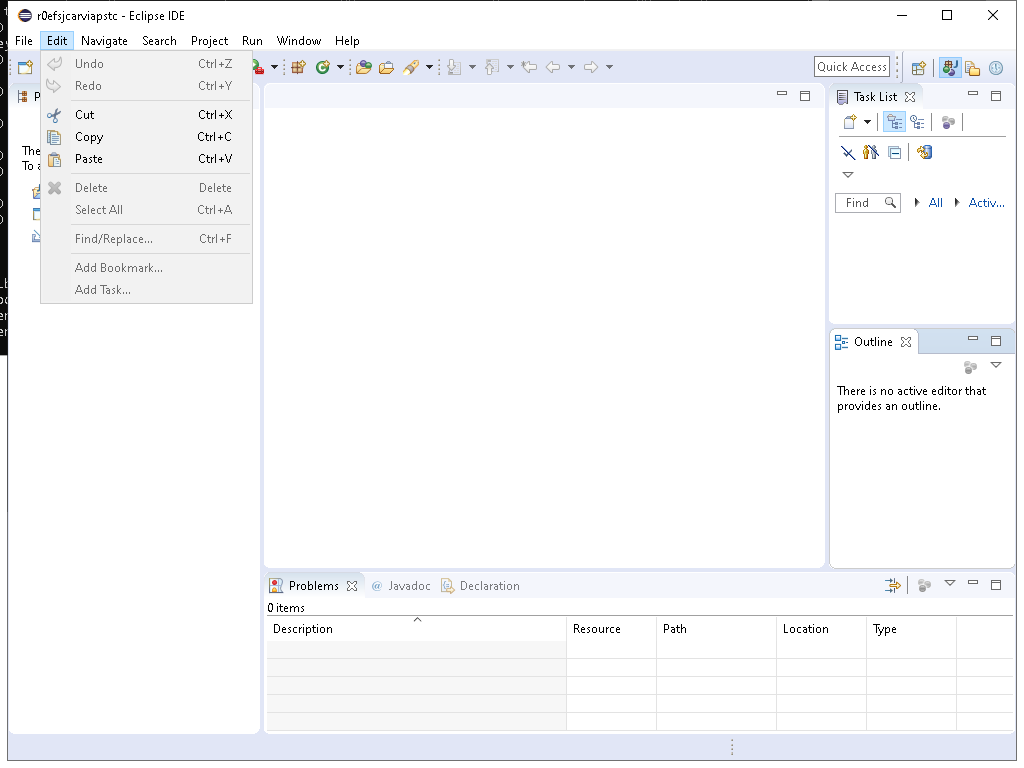 r0efsjcarviapstc - Eclipse IDE
File Edit Navigate Search Project Run Window Help
Undo Ctrl+Z
Redo Ctrl+Y
Cut Ctrl+X
Copy Ctrl+C
Paste Ctrl+V
Delete Delete
Select All Ctrl+A
Find/Replace... Ctrl+F
Add Bookmark...
Add Task...
Quick Access
Task List
Find All Activ...
Outline
There is no active editor that
provides an outline.
Problems @ Javadoc Declaration
0 items
Description Resource Path Location Type